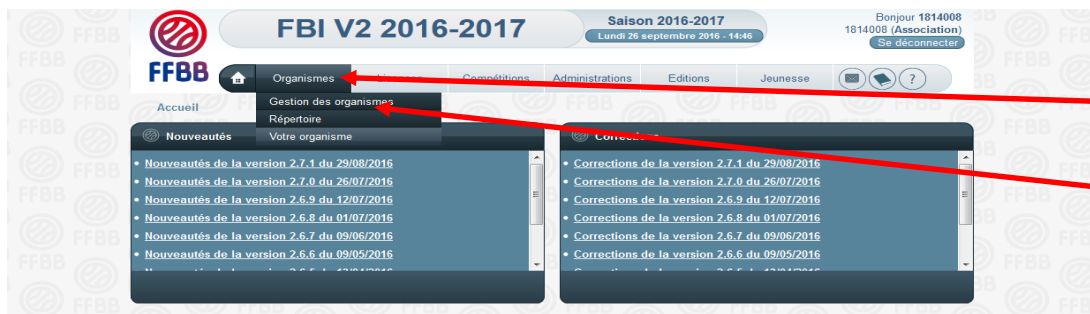 FFBB
FBI V2 2016-2017
Saison 2016-2017
Lundi 26 septembre 2016 - 14:46
Bonjour 1814008
1814008 (Association)
Se déconnecter
Organismes
Compétitions
Administrations
Editions
Jeunesse
?
Accueil
Gestion des organismes
Répertoire
Votre organisme
Nouveautés
• Nouveautés de la version 2.7.1 du 29/08/2016
• Nouveautés de la version 2.7.0 du 26/07/2016
• Nouveautés de la version 2.6.9 du 12/07/2016
• Nouveautés de la version 2.6.8 du 01/07/2016
• Nouveautés de la version 2.6.7 du 09/06/2016
• Nouveautés de la version 2.6.6 du 09/05/2016
Corrections
• Corrections de la version 2.7.1 du 29/08/2016
• Corrections de la version 2.7.0 du 26/07/2016
• Corrections de la version 2.6.9 du 12/07/2016
• Corrections de la version 2.6.8 du 01/07/2016
• Corrections de la version 2.6.7 du 09/06/2016
• Corrections de la version 2.6.6 du 09/05/2016